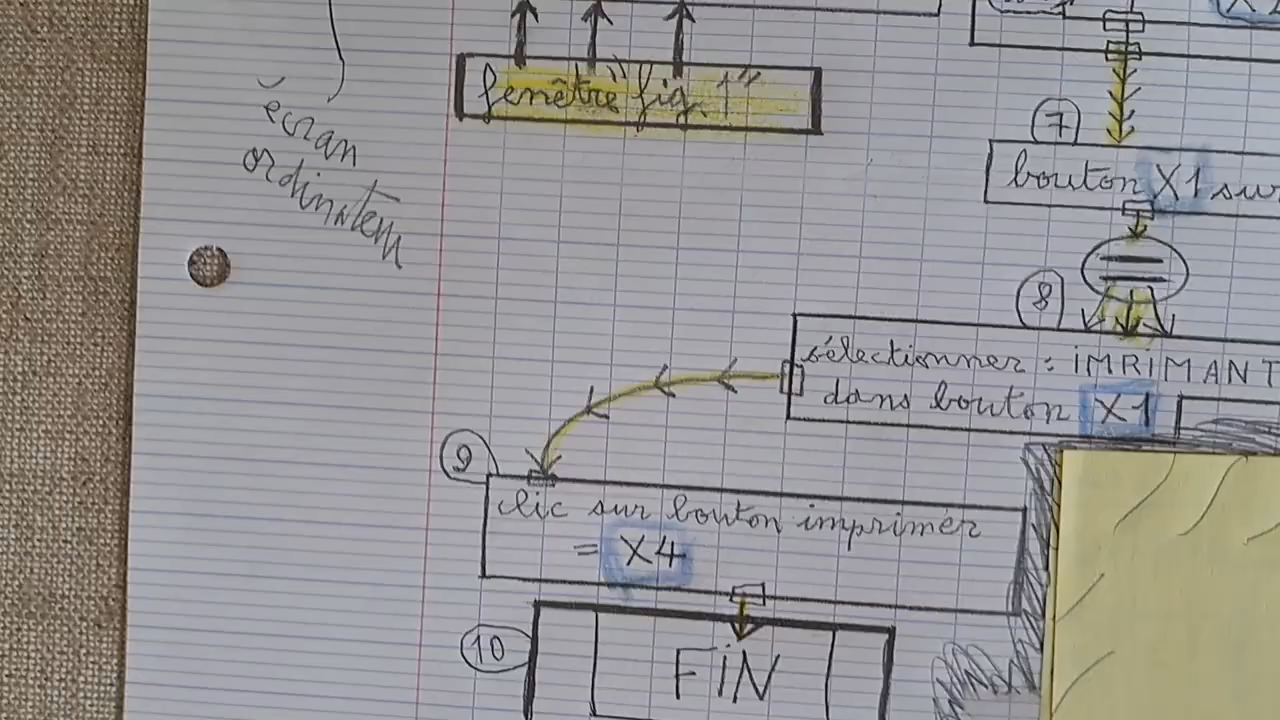 fenêtre "fig. 1"
écran
ordinateur
7
bouton X1 sur
8
sélectionner : IMRIMANT
dans bouton X1
9
clic sur bouton imprimer
= X4
10
FIN